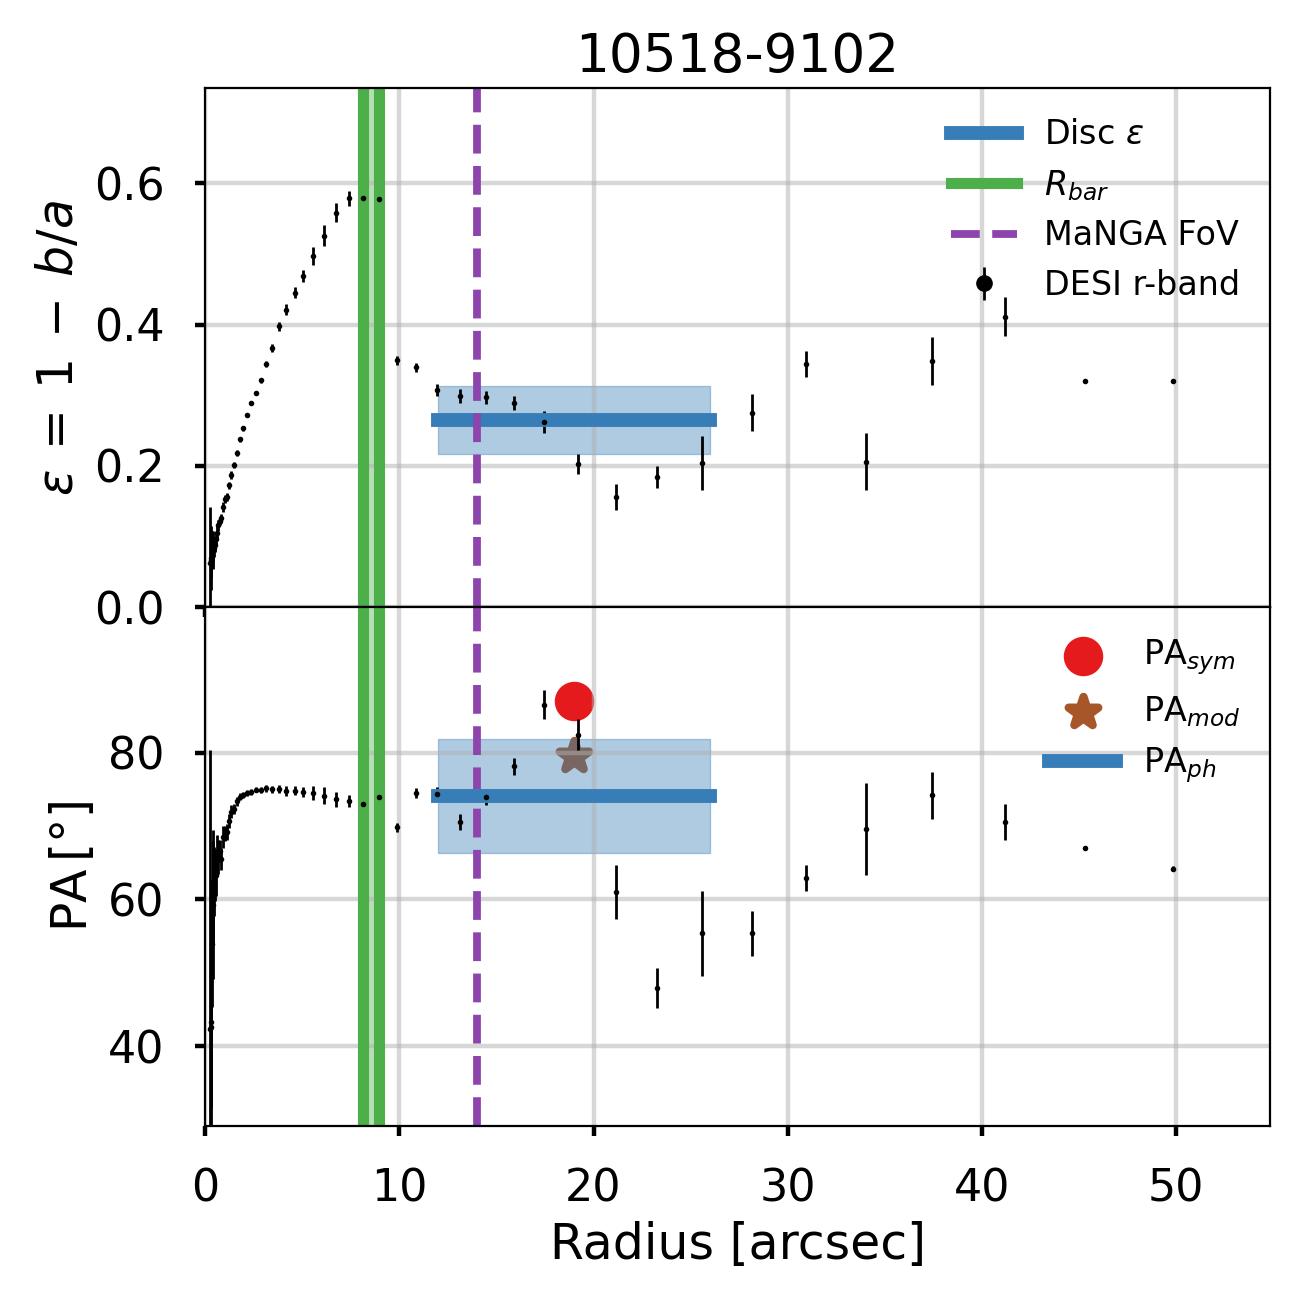 10518-9102
Disc ε
R_bar
MaNGA FoV
DESI r-band
ε = 1 − b/a
0.6
0.4
0.2
0.0
PA_sym
PA_mod
PA_ph
PA [°]
80
60
40
0 10 20 30 40 50
Radius [arcsec]